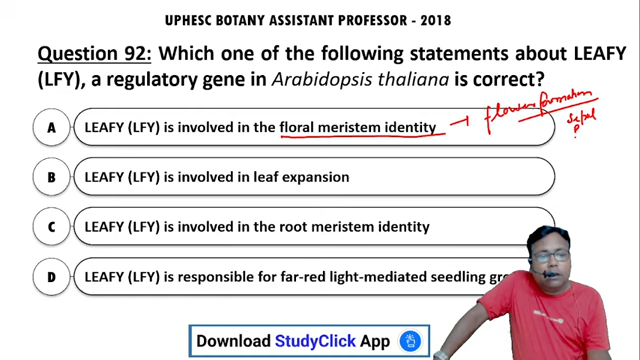 UPHESC BOTANY ASSISTANT PROFESSOR - 2018
Question 92: Which one of the following statements about LEAFY
(LFY), a regulatory gene in Arabidopsis thaliana is correct?
A LEAFY (LFY) is involved in the floral meristem identity → flower formation
sepal
P
B LEAFY (LFY) is involved in leaf expansion
C LEAFY (LFY) is involved in the root meristem identity
D LEAFY (LFY) is responsible for far-red light-mediated seedling
Download StudyClick App